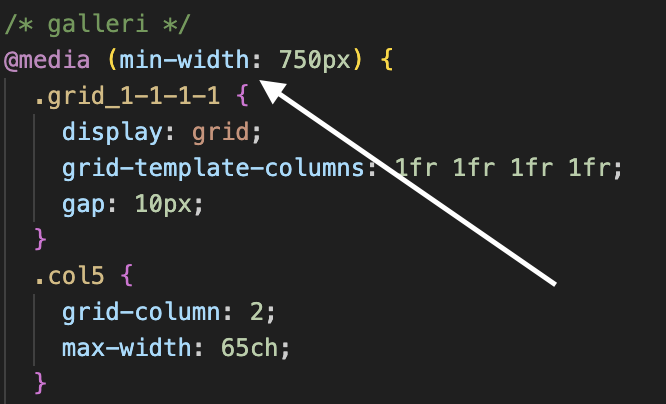 /* galleri */
@media (min-width: 750px) {
.grid_1-1-1-1 {
display: grid;
grid-template-columns: 1fr 1fr 1fr 1fr;
gap: 10px;
}
.col5 {
grid-column: 2;
max-width: 65ch;
}